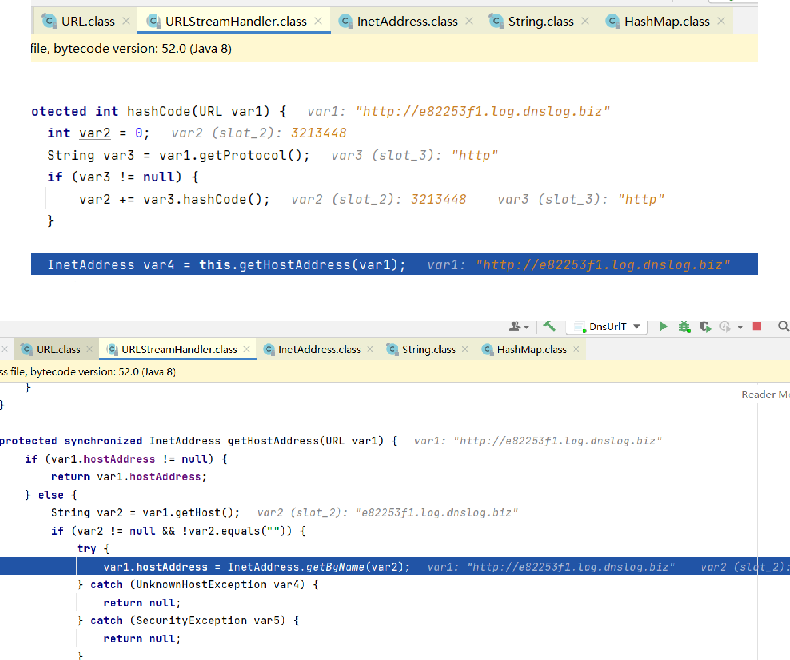 URL.class × URLStreamHandler.class × InetAddress.class × String.class × HashMap.class ×
file, bytecode version: 52.0 (Java 8)
otected int hashCode(URL var1) { var1: "http://e82253f1.log.dnslog.biz"
int var2 = 0; var2 (slot_2): 3213448
String var3 = var1.getProtocol(); var3 (slot_3): "http"
if (var3 != null) {
var2 += var3.hashCode(); var2 (slot_2): 3213448 var3 (slot_3): "http"
}
InetAddress var4 = this.getHostAddress(var1); var1: "http://e82253f1.log.dnslog.biz"
DnsUrlT
× URL.class × URLStreamHandler.class × InetAddress.class × String.class × HashMap.class ×
ss file, bytecode version: 52.0 (Java 8)
}
Reader Mo
}
protected synchronized InetAddress getHostAddress(URL var1) { var1: "http://e82253f1.log.dnslog.biz"
if (var1.hostAddress != null) {
return var1.hostAddress;
} else {
String var2 = var1.getHost(); var2 (slot_2): "e82253f1.log.dnslog.biz"
if (var2 != null && !var2.equals("")) {
try {
var1.hostAddress = InetAddress.getByName(var2); var1: "http://e82253f1.log.dnslog.biz" var2 (slot_2):
} catch (UnknownHostException var4) {
return null;
} catch (SecurityException var5) {
return null;
}